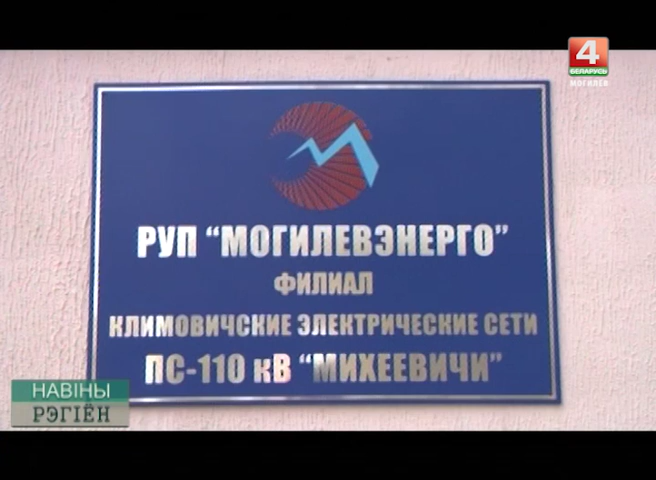 4
БЕЛАРУСЬ
МОГИЛЕВ
РУП “МОГИЛЕВЭНЕРГО”
ФИЛИАЛ
КЛИМОВИЧСКИЕ ЭЛЕКТРИЧЕСКИЕ СЕТИ
ПС-110 кВ “МИХЕЕВИЧИ”
НАВІНЫ
РЭГІЁН